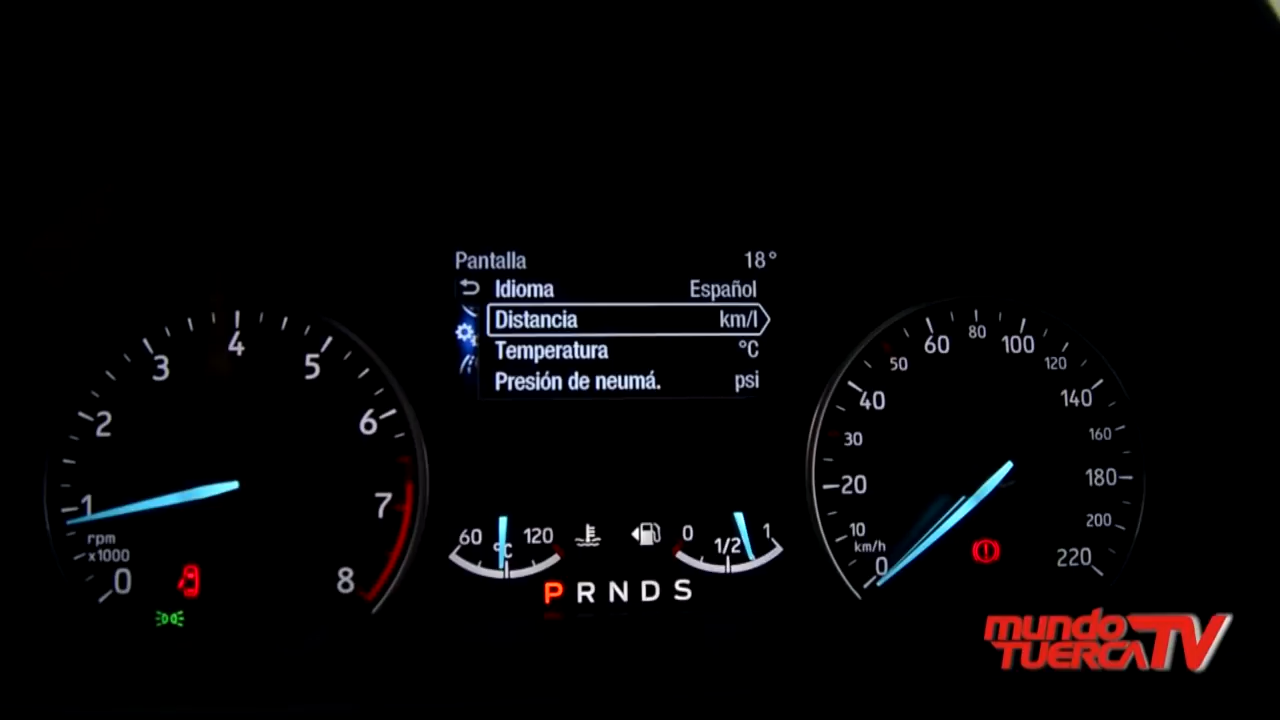 Pantalla 18°
Idioma Español
Distancia km/l
Temperatura °C
Presión de neumá. psi
0
1
2
3
4
5
6
7
8
rpm
x1000
60 °C 120
0 1/2 1
P R N D S
0
10
20
30
40
50
60
80
100
120
140
160
180
200
220
km/h
mundo
TUERCA TV